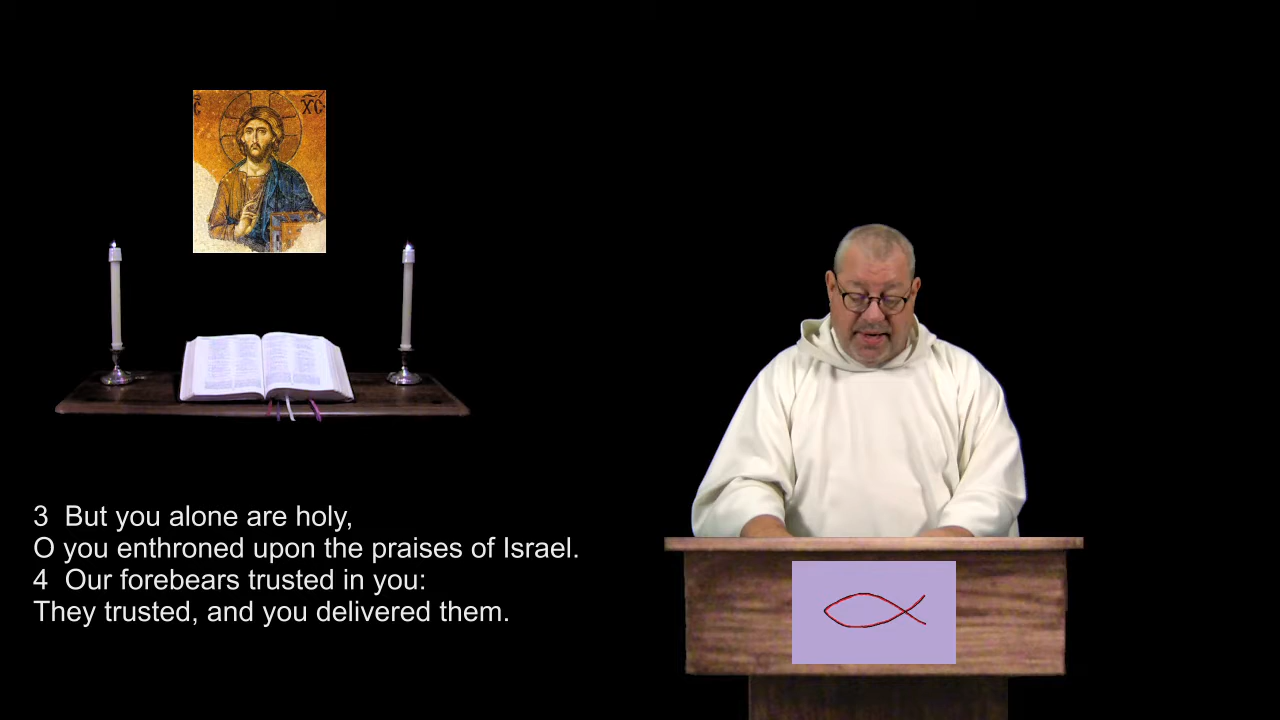 XC
3 But you alone are holy,
O you enthroned upon the praises of Israel.
4 Our forebears trusted in you:
They trusted, and you delivered them.